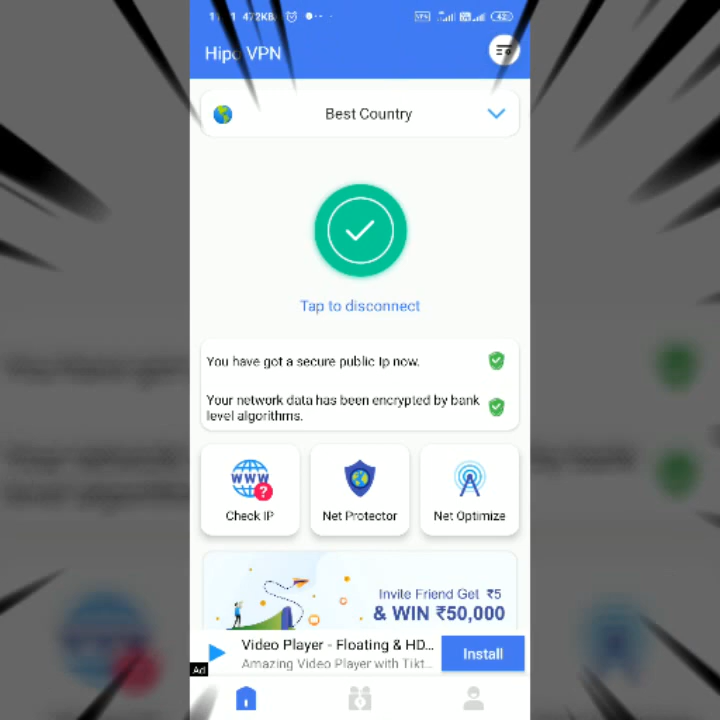 472KB
VPN
42
Hipo VPN
Best Country
Tap to disconnect
You have got a secure public Ip now.
Your network data has been encrypted by bank
level algorithms.
www
?
Check IP
Net Protector
Net Optimize
Invite Friend Get ₹5
& WIN ₹50,000
Video Player - Floating & HD...
Amazing Video Player with Tikt...
Install
Ad